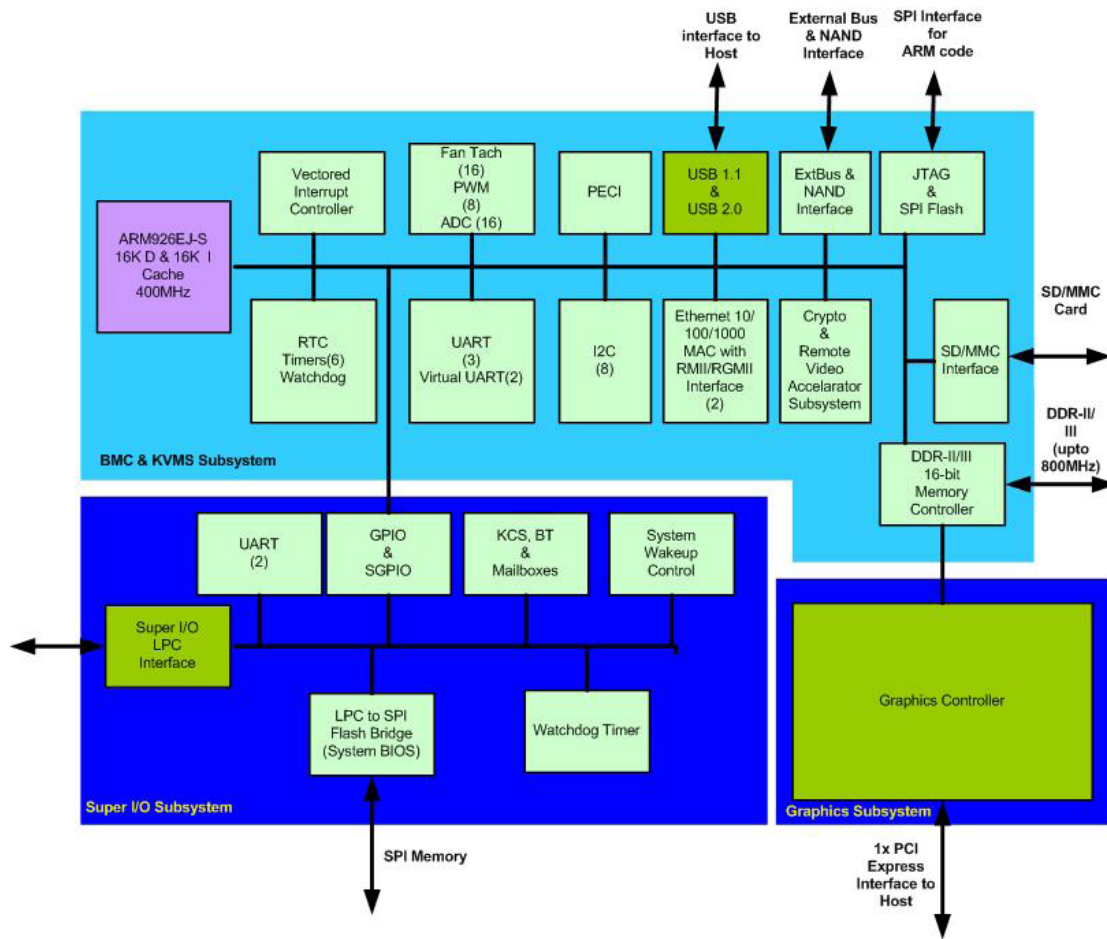 USB
interface to
Host
External Bus
& NAND
Interface
SPI Interface
for
ARM code
Vectored
Interrupt
Controller
Fan Tach
(16)
PWM
(8)
ADC (16)
PECI
USB 1.1
&
USB 2.0
ExtBus &
NAND
Interface
JTAG
&
SPI Flash
ARM926EJ-S
16K D & 16K I
Cache
400MHz
RTC
Timers(6)
Watchdog
UART
(3)
Virtual UART(2)
I2C
(8)
Ethernet 10/
100/1000
MAC with
RMII/RGMII
Interface
(2)
Crypto
&
Remote
Video
Accelarator
Subsystem
SD/MMC
Interface
SD/MMC
Card
DDR-II/
III
(upto
800MHz)
BMC & KVMS Subsystem
DDR-II/III
16-bit
Memory
Controller
UART
(2)
GPIO
&
SGPIO
KCS, BT
&
Mailboxes
System
Wakeup
Control
Super I/O
LPC
Interface
LPC to SPI
Flash Bridge
(System BIOS)
Watchdog Timer
Super I/O Subsystem
SPI Memory
Graphics Controller
Graphics Subsystem
1x PCI
Express
Interface to
Host